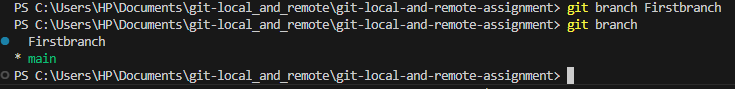 PS C:\Users\HP\Documents\git-local_and_remote\git-local-and-remote-assignment> git branch Firstbranch
PS C:\Users\HP\Documents\git-local_and_remote\git-local-and-remote-assignment> git branch
  Firstbranch
* main
PS C:\Users\HP\Documents\git-local_and_remote\git-local-and-remote-assignment>